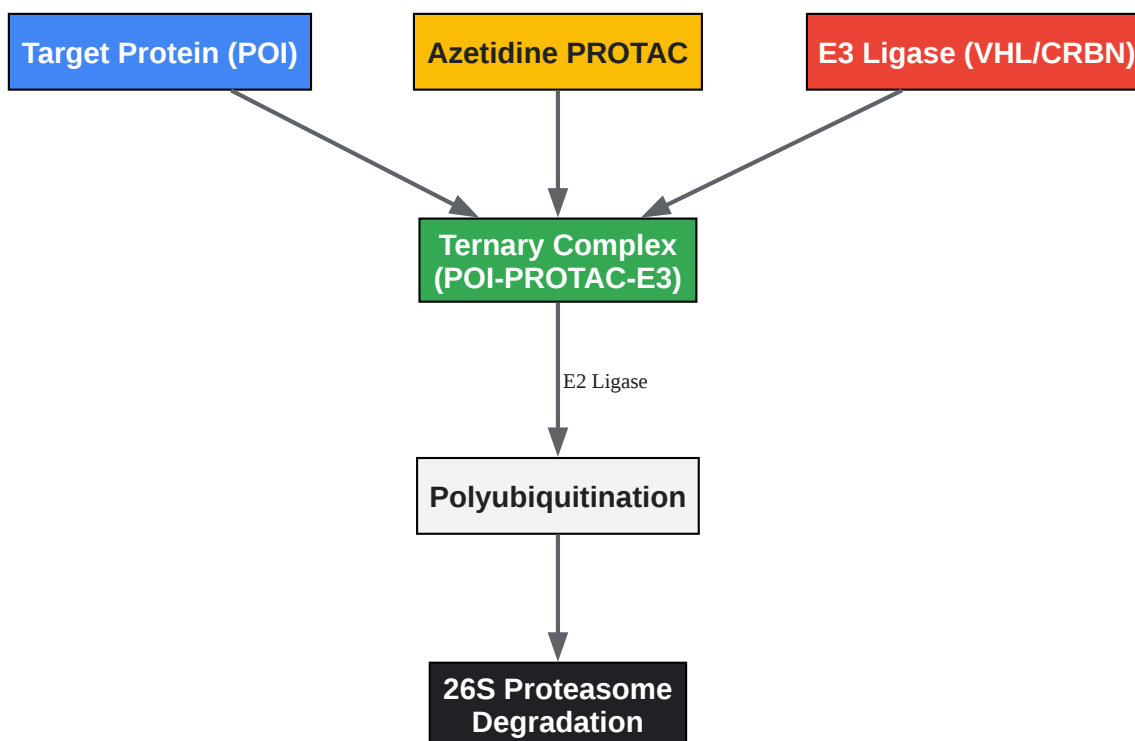 Target Protein (POI)
Azetidine PROTAC
E3 Ligase (VHL/CRBN)
Ternary Complex
(POI-PROTAC-E3)
E2 Ligase
Polyubiquitination
26S Proteasome
Degradation